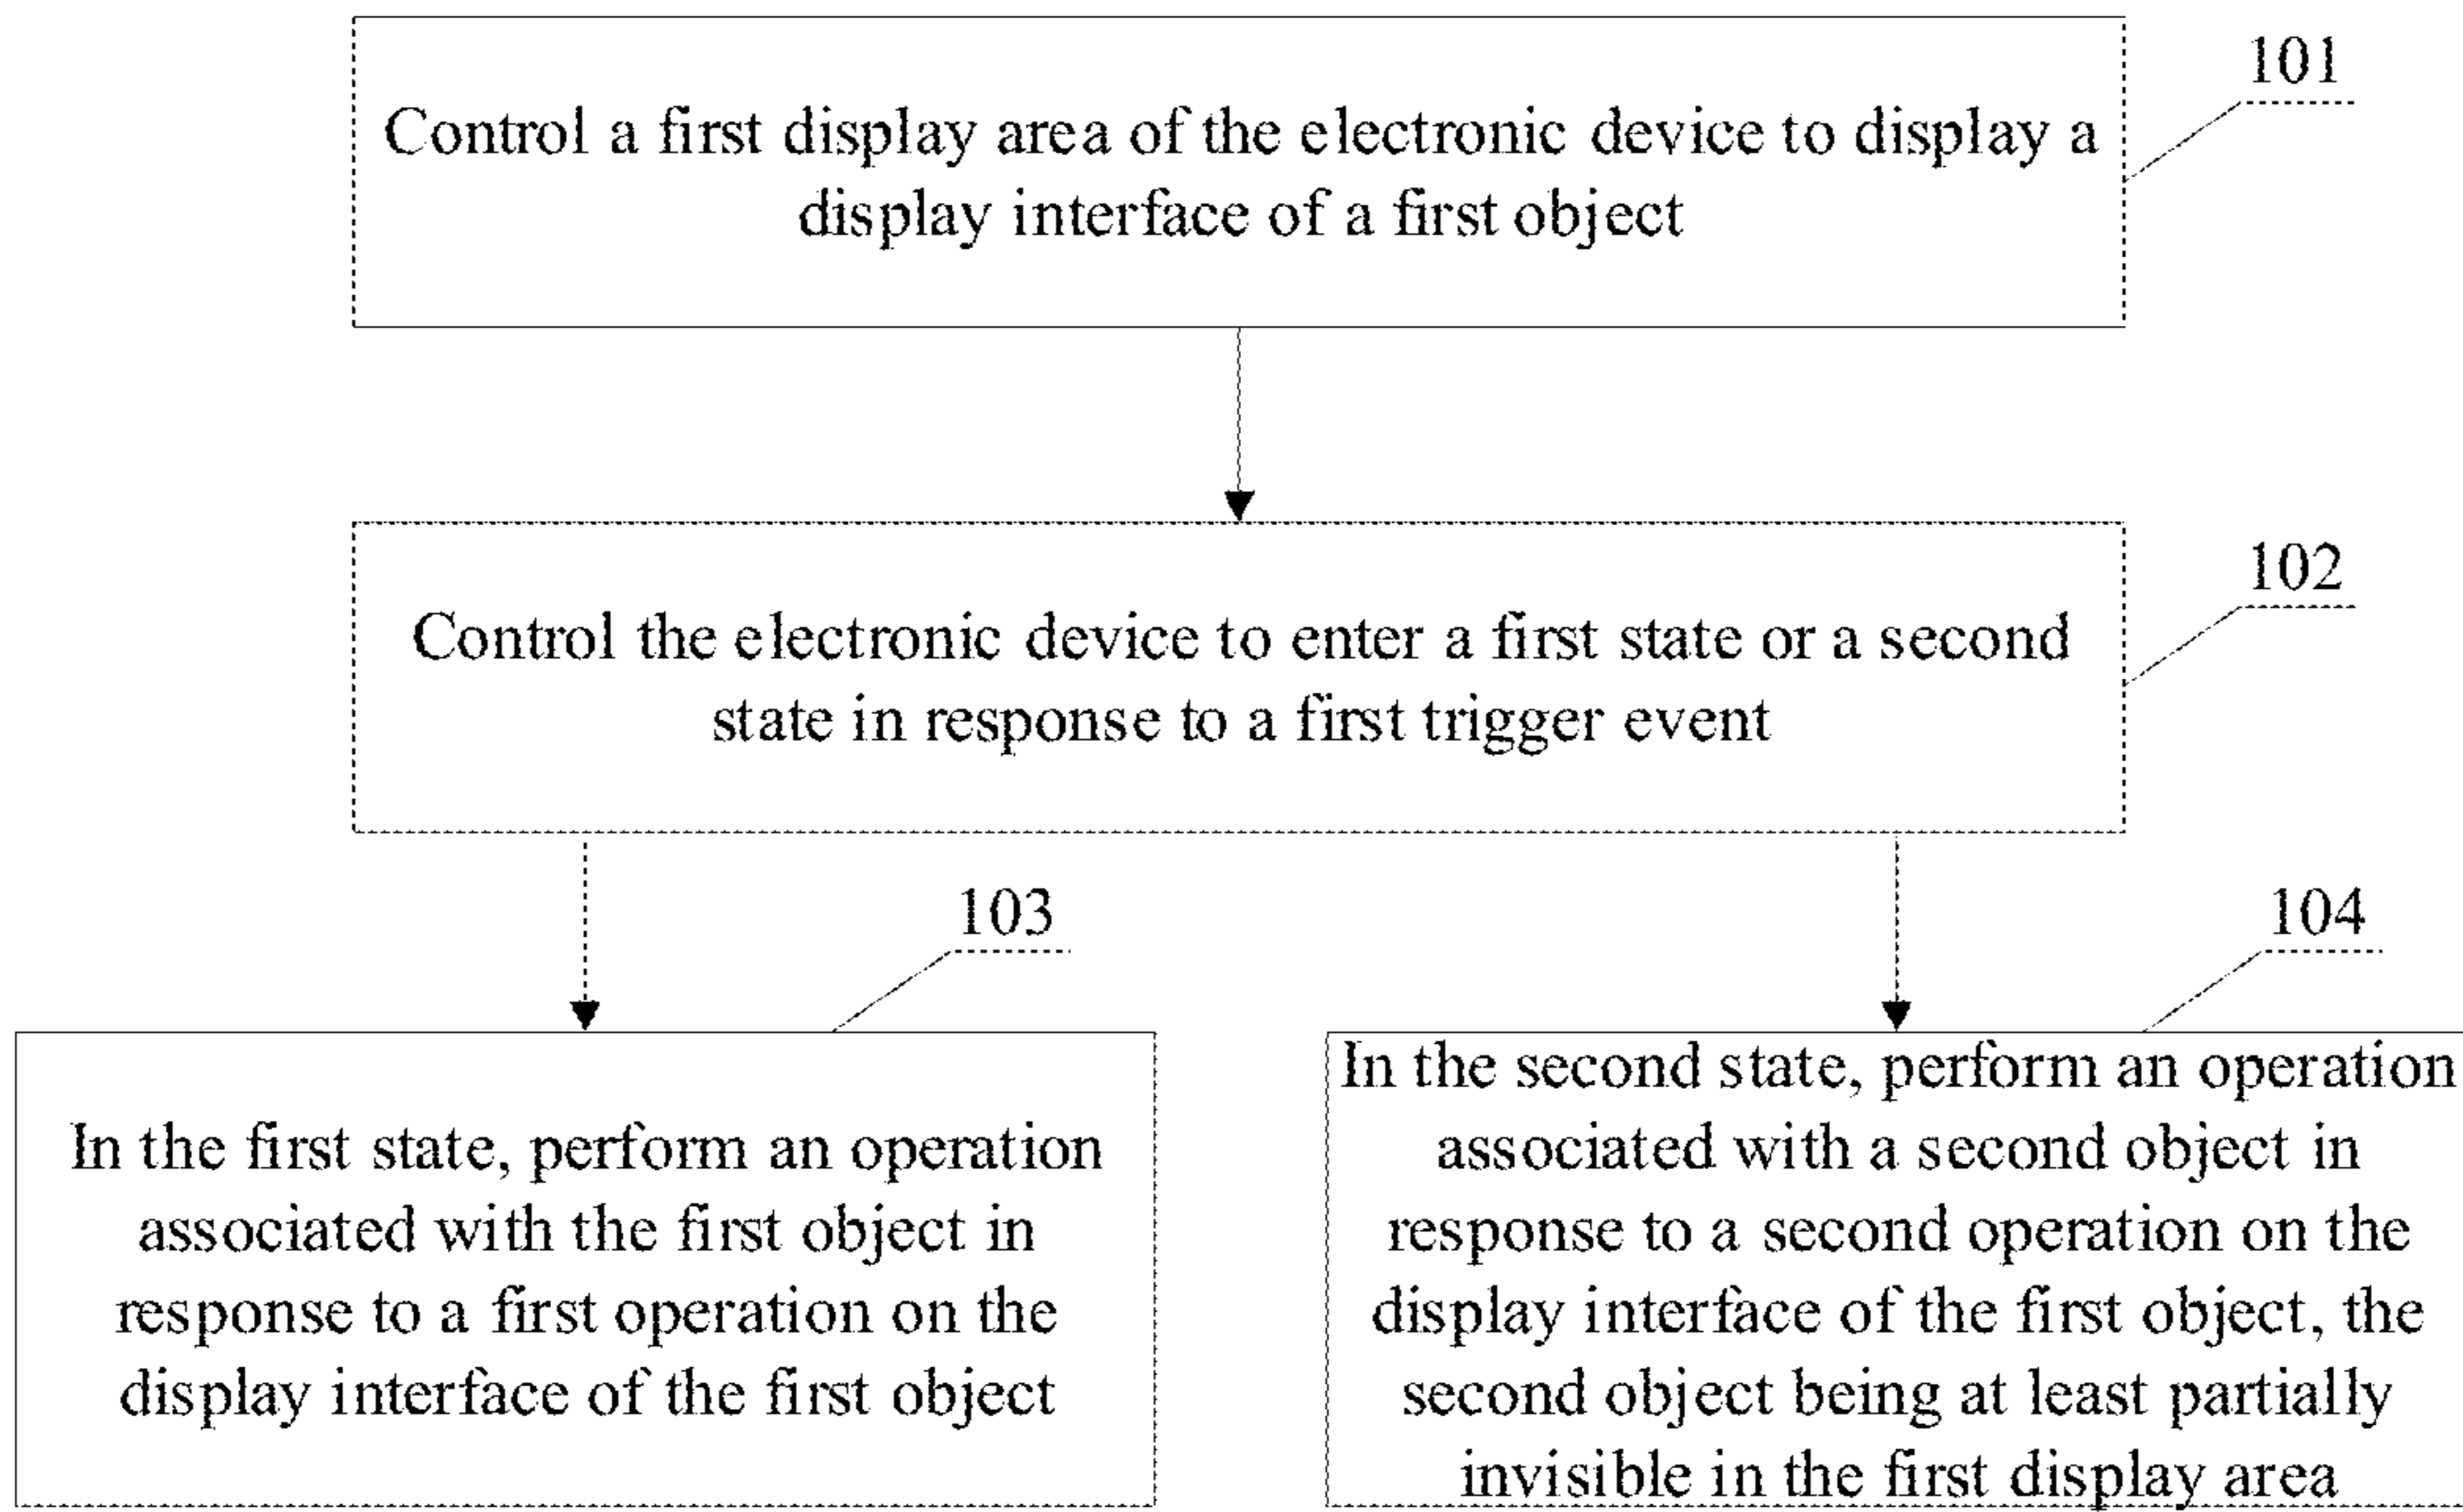 101
Control a first display area of the electronic device to display a
display interface of a first object
102
Control the electronic device to enter a first state or a second
state in response to a first trigger event
103
In the first state, perform an operation
associated with the first object in
response to a first operation on the
display interface of the first object
104
In the second state, perform an operation
associated with a second object in
response to a second operation on the
display interface of the first object, the
second object being at least partially
invisible in the first display area